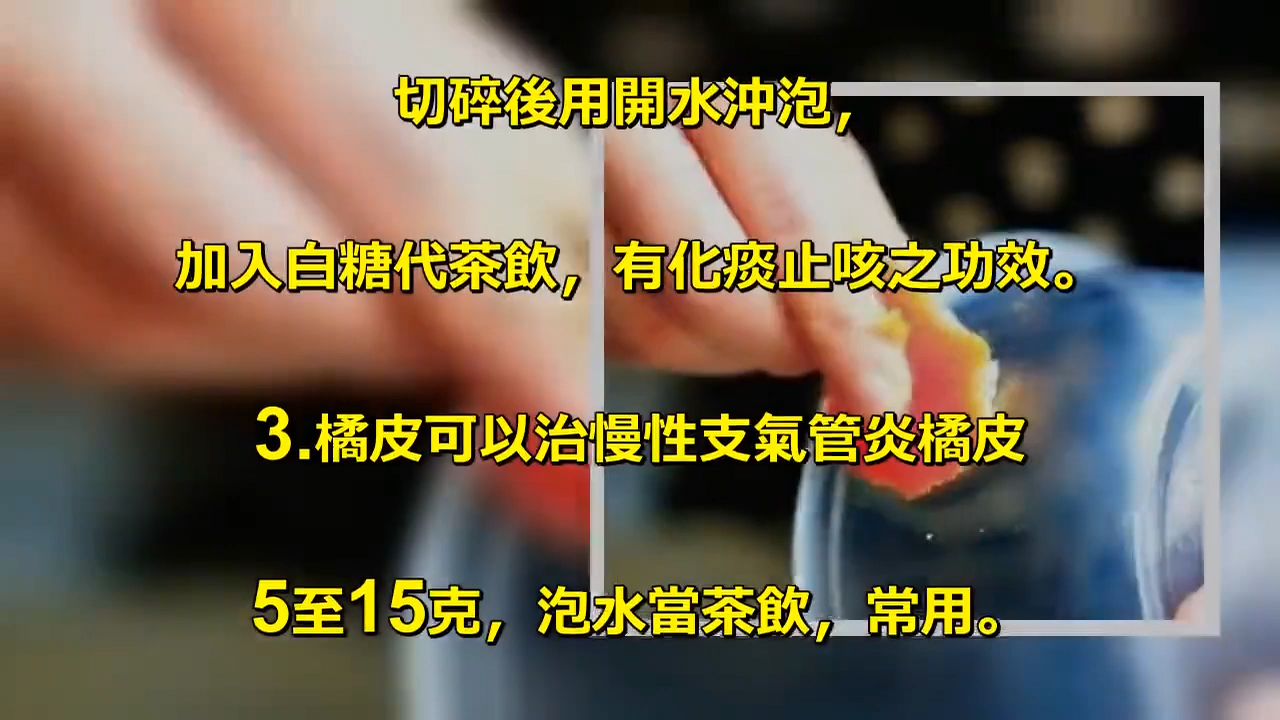 切碎後用開水沖泡，
加入白糖代茶飲，有化痰止咳之功效。
3.橘皮可以治慢性支氣管炎橘皮
5至15克，泡水當茶飲，常用。